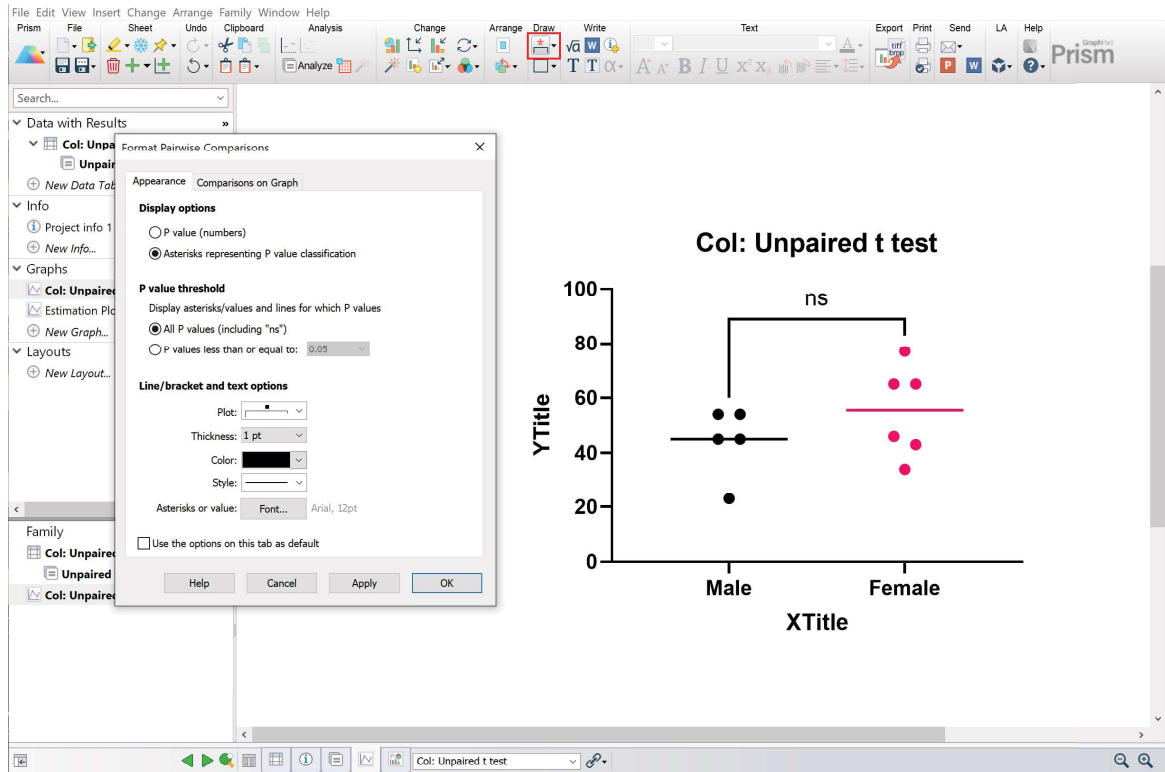 File Edit View Insert Change Arrange Family Window Help
Prism File Sheet Undo Clipboard Analysis Change Arrange Draw Write Text Export Print Send LA Help
Analyze
tiff
bmp
GraphPad
Prism
Search...
Data with Results
Col: Unpa
Unpair
New Data Tab
Info
Project info 1
New Info...
Graphs
Col: Unpaired
Estimation Plo
New Graph...
Layouts
New Layout...
Family
Col: Unpaired
Unpaired
Col: Unpaired
Format Pairwise Comparisons
Appearance Comparisons on Graph
Display options
P value (numbers)
Asterisks representing P value classification
P value threshold
Display asterisks/values and lines for which P values
All P values (including "ns")
P values less than or equal to: 0.05
Line/bracket and text options
Plot:
Thickness: 1 pt
Color:
Style:
Asterisks or value: Font... Arial, 12pt
Use the options on this tab as default
Help Cancel Apply OK
Col: Unpaired t test
ns
100
80
60
40
20
0
YTitle
Male Female
XTitle
Col: Unpaired t test